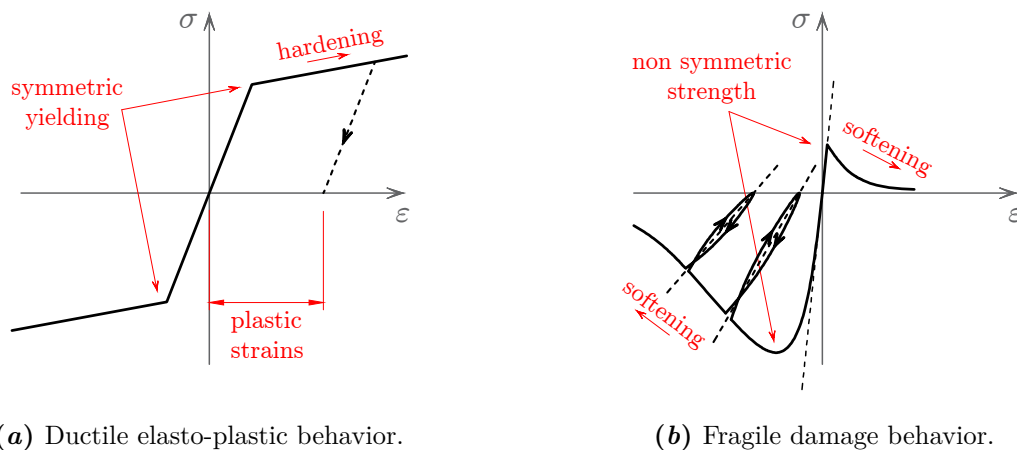 σ
hardening
symmetric
yielding
ε
plastic
strains
σ
non symmetric
strength
softening
ε
softening
(a) Ductile elasto-plastic behavior.
(b) Fragile damage behavior.